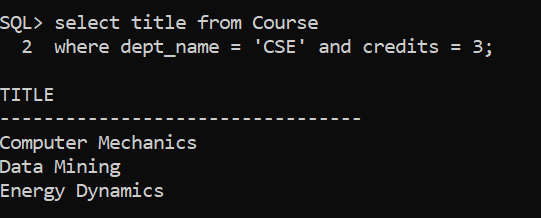 SQL> select title from Course
  2  where dept_name = 'CSE' and credits = 3;
TITLE
----------------------------------
Computer Mechanics
Data Mining
Energy Dynamics